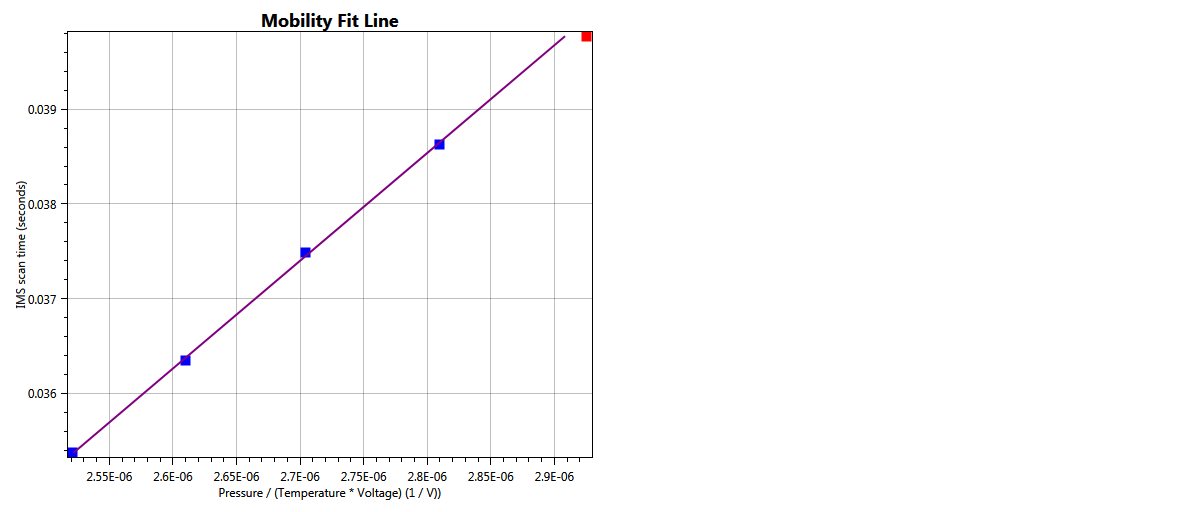 Mobility Fit Line
IMS scan time (seconds)
0.039
0.038
0.037
0.036
2.55E-06 2.6E-06 2.65E-06 2.7E-06 2.75E-06 2.8E-06 2.85E-06 2.9E-06
Pressure / (Temperature * Voltage) (1 / V))